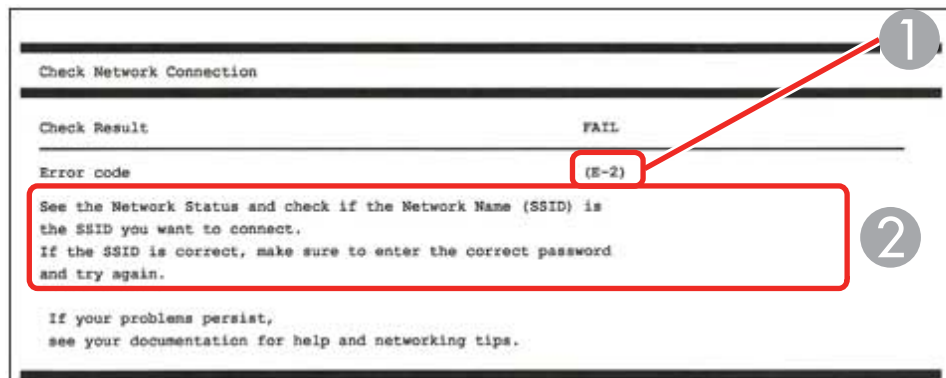 1
Check Network Connection
Check Result FAIL
Error code (E-2)
See the Network Status and check if the Network Name (SSID) is
the SSID you want to connect.
If the SSID is correct, make sure to enter the correct password
and try again.
2
If your problems persist,
see your documentation for help and networking tips.